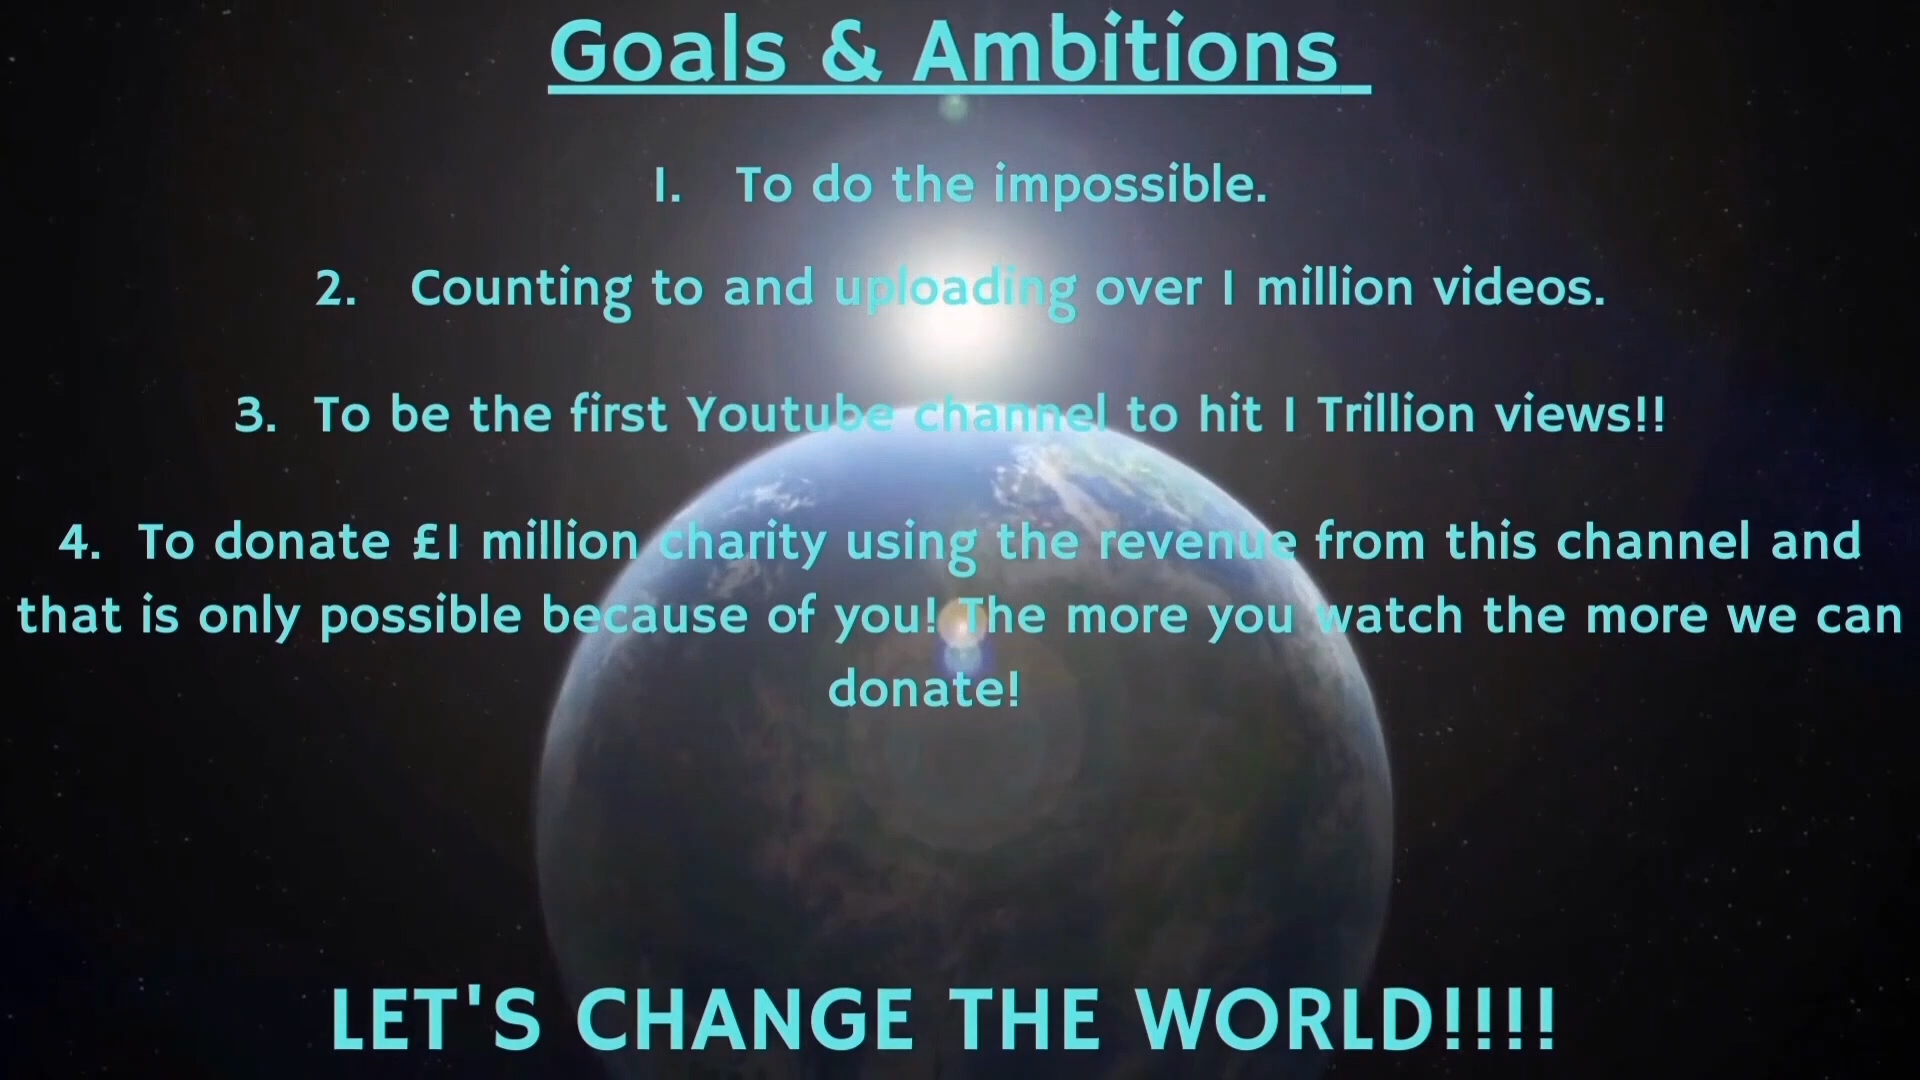 Goals & Ambitions
1. To do the impossible.
2. Counting to and uploading over 1 million videos.
3. To be the first Youtube channel to hit 1 Trillion views!!
4. To donate £1 million charity using the revenue from this channel and
that is only possible because of you! The more you watch the more we can
donate!
LET'S CHANGE THE WORLD!!!!